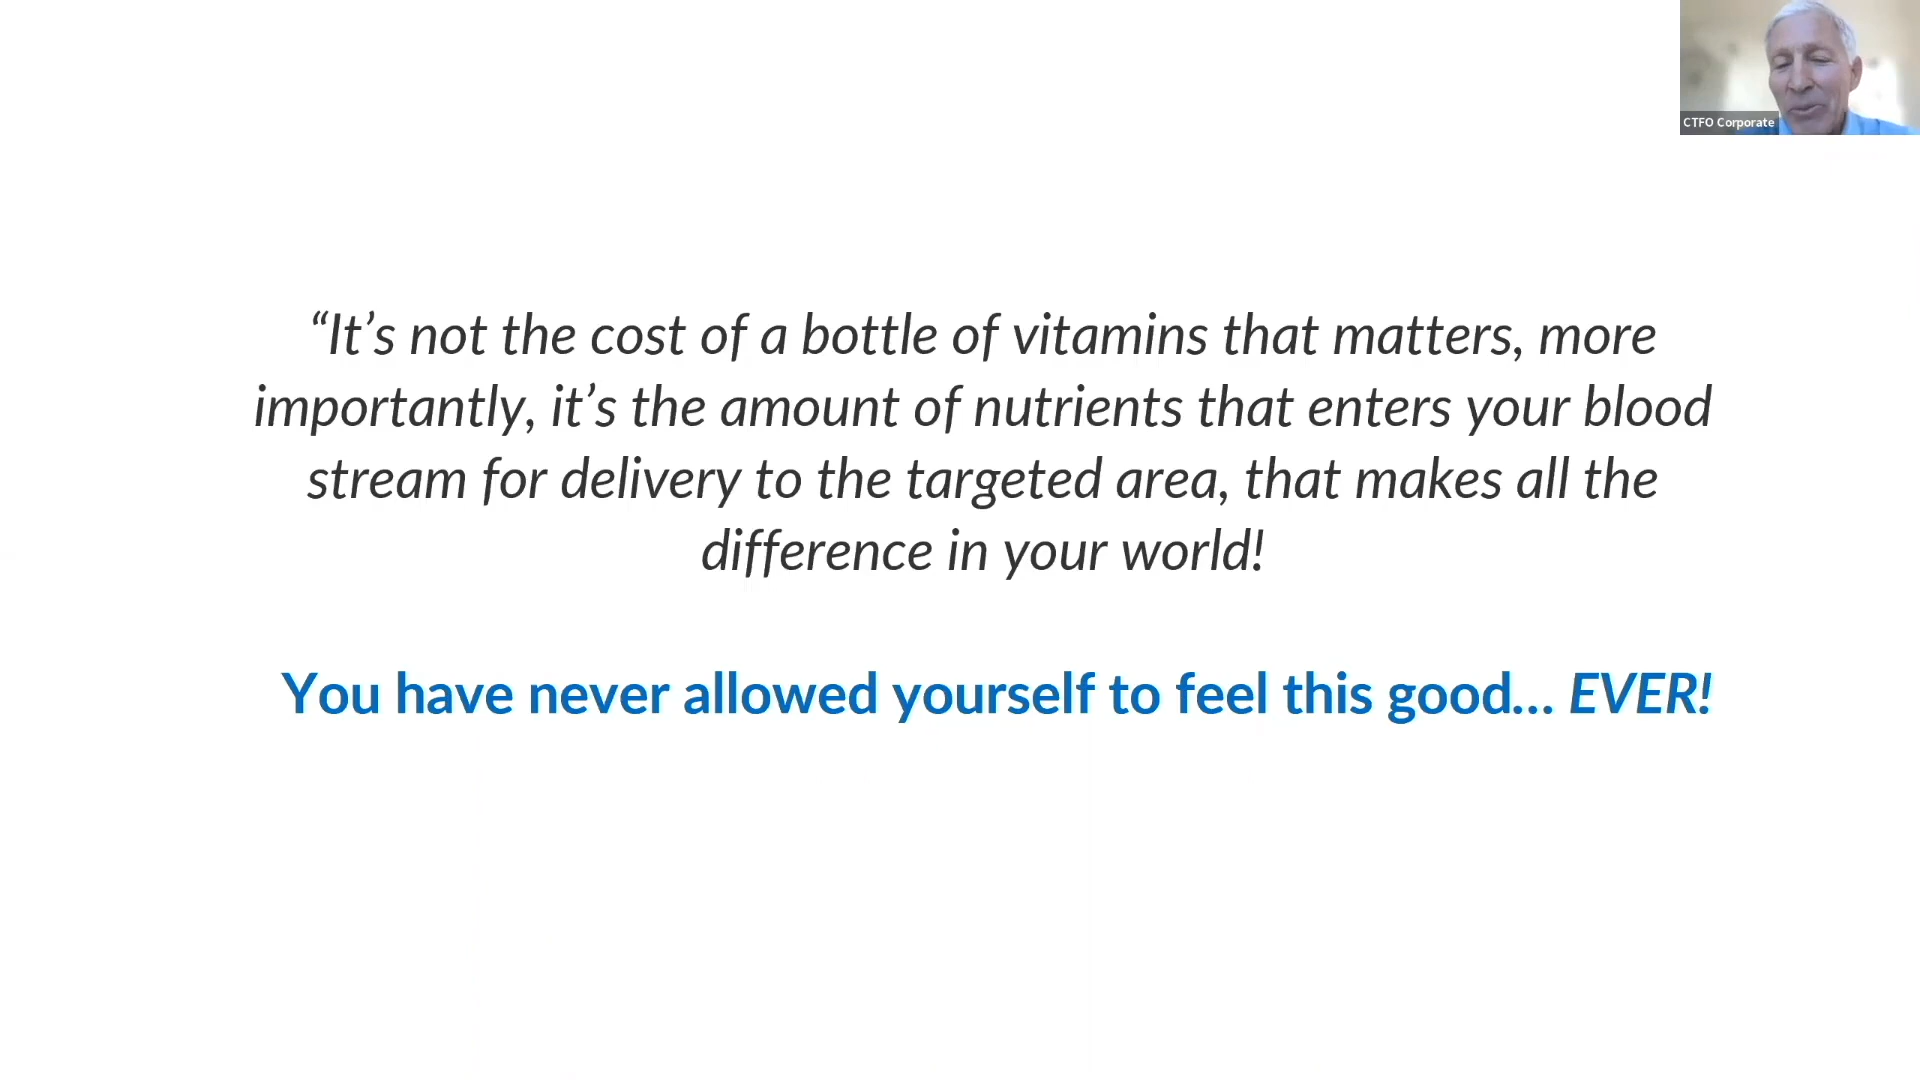 CTFO Corporate
“It’s not the cost of a bottle of vitamins that matters, more
importantly, it’s the amount of nutrients that enters your blood
stream for delivery to the targeted area, that makes all the
difference in your world!
You have never allowed yourself to feel this good... EVER!